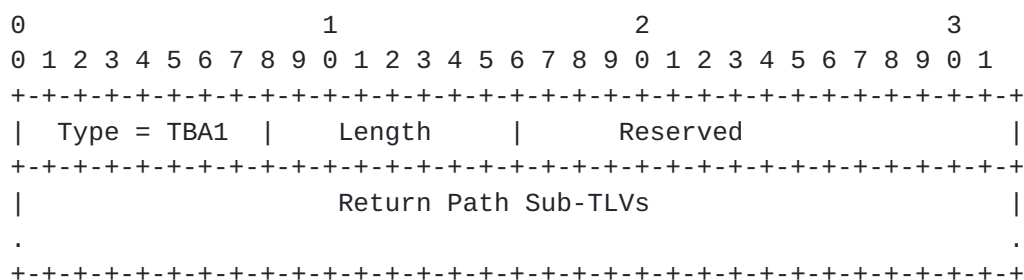 0                   1                   2                   3
0 1 2 3 4 5 6 7 8 9 0 1 2 3 4 5 6 7 8 9 0 1 2 3 4 5 6 7 8 9 0 1
+-+-+-+-+-+-+-+-+-+-+-+-+-+-+-+-+-+-+-+-+-+-+-+-+-+-+-+-+-+-+-+-+
|  Type = TBA1  |    Length     |      Reserved                 |
+-+-+-+-+-+-+-+-+-+-+-+-+-+-+-+-+-+-+-+-+-+-+-+-+-+-+-+-+-+-+-+-+
|                    Return Path Sub-TLVs                       |
.                                                               .
+-+-+-+-+-+-+-+-+-+-+-+-+-+-+-+-+-+-+-+-+-+-+-+-+-+-+-+-+-+-+-+-+